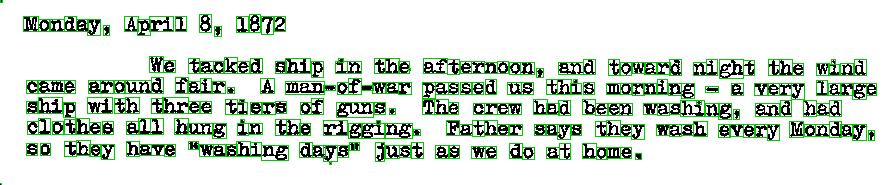 Monday, April 8, 1872
We tacked ship in the afternoon, and toward night the wind
came around fair. A man-of-war passed us this morning - a very large
ship with three tiers of guns. The crew had been washing, and had
clothes all hung in the rigging. Father says they wash every Monday,
so they have "washing days" just as we do at home.